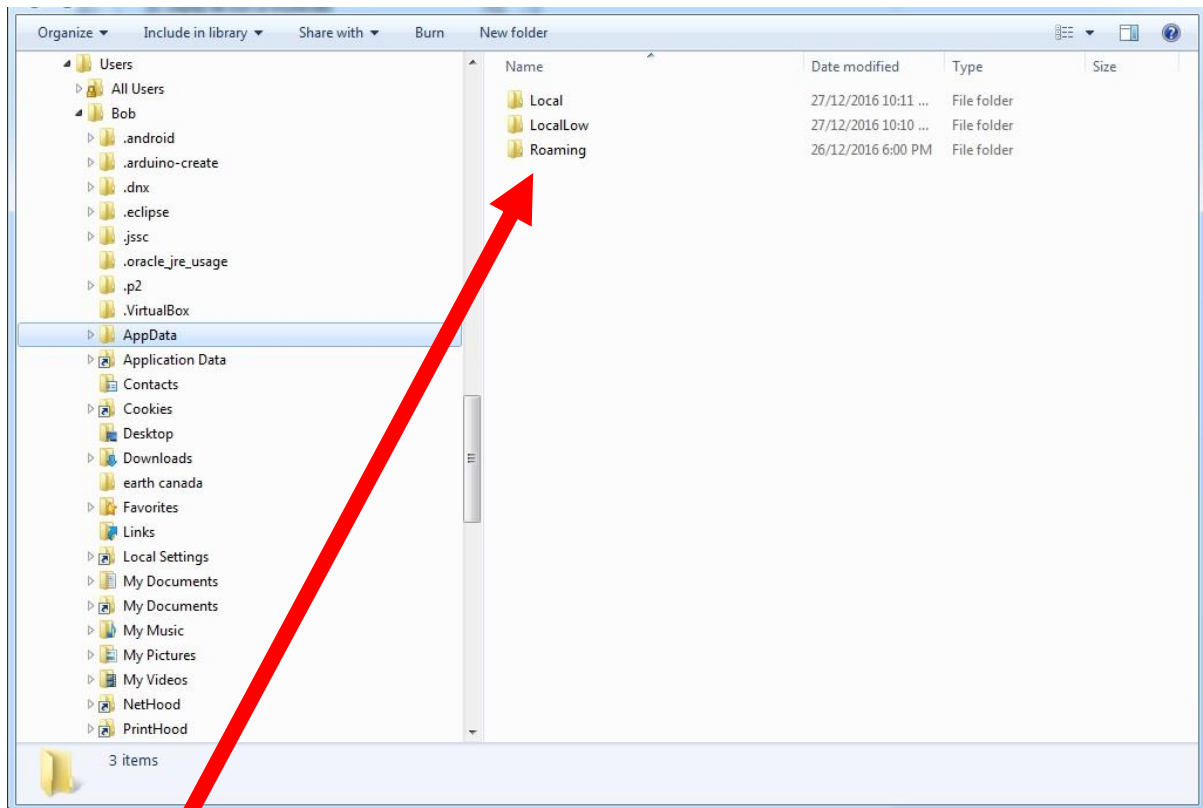 Organize Include in library Share with Burn New folder
Users
All Users
Bob
.android
.arduino-create
.dnx
.eclipse
.jssc
.oracle_jre_usage
.p2
.VirtualBox
AppData
Application Data
Contacts
Cookies
Desktop
Downloads
earth canada
Favorites
Links
Local Settings
My Documents
My Documents
My Music
My Pictures
My Videos
NetHood
PrintHood
Name Date modified Type Size
Local 27/12/2016 10:11 ... File folder
LocalLow 27/12/2016 10:10 ... File folder
Roaming 26/12/2016 6:00 PM File folder
3 items